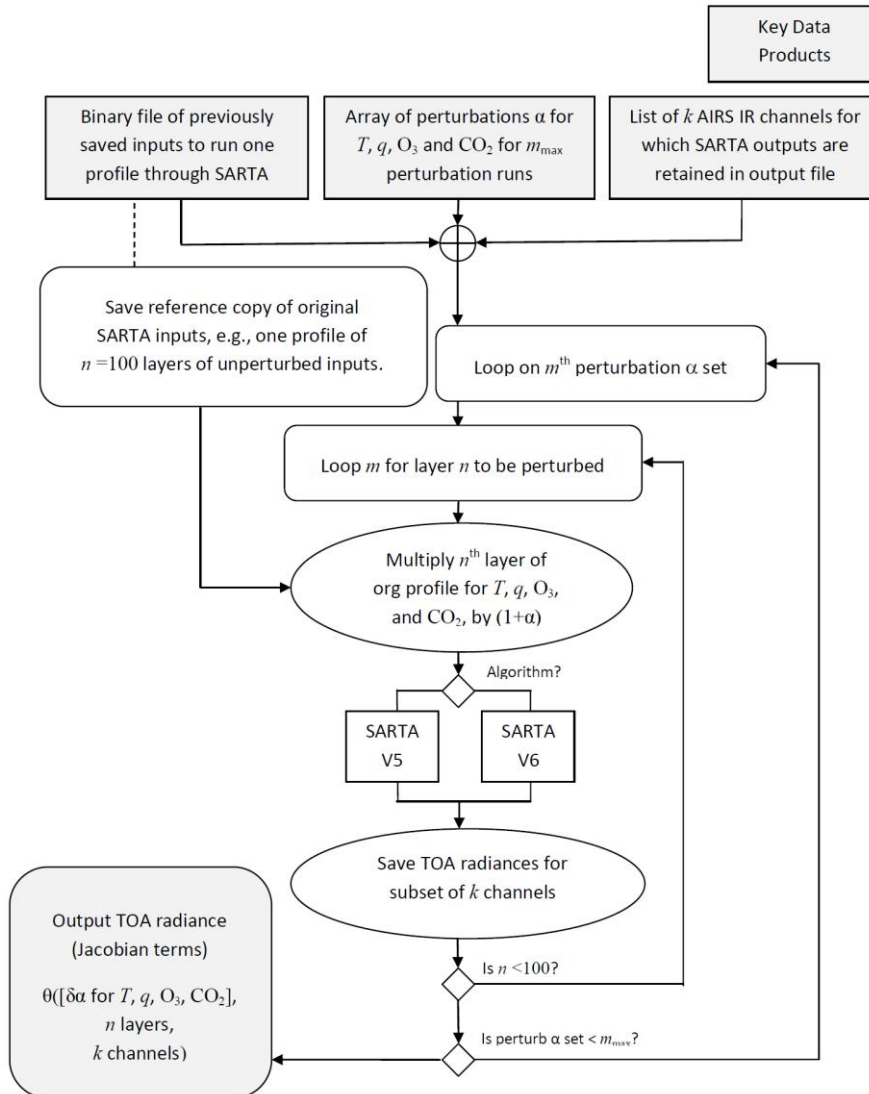 Key Data
Products
Binary file of previously
saved inputs to run one
profile through SARTA
Array of perturbations α for
T, q, O₃ and CO₂ for m_max
perturbation runs
List of k AIRS IR channels for
which SARTA outputs are
retained in output file
Save reference copy of original
SARTA inputs, e.g., one profile of
n =100 layers of unperturbed inputs.
Loop on mᵗʰ perturbation α set
Loop m for layer n to be perturbed
Multiply nᵗʰ layer of
org profile for T, q, O₃,
and CO₂, by (1+α)
Algorithm?
SARTA
V5
SARTA
V6
Save TOA radiances for
subset of k channels
Is n <100?
Is perturb α set < m_max?
Output TOA radiance
(Jacobian terms)
θ([δα for T, q, O₃, CO₂],
n layers,
k channels)